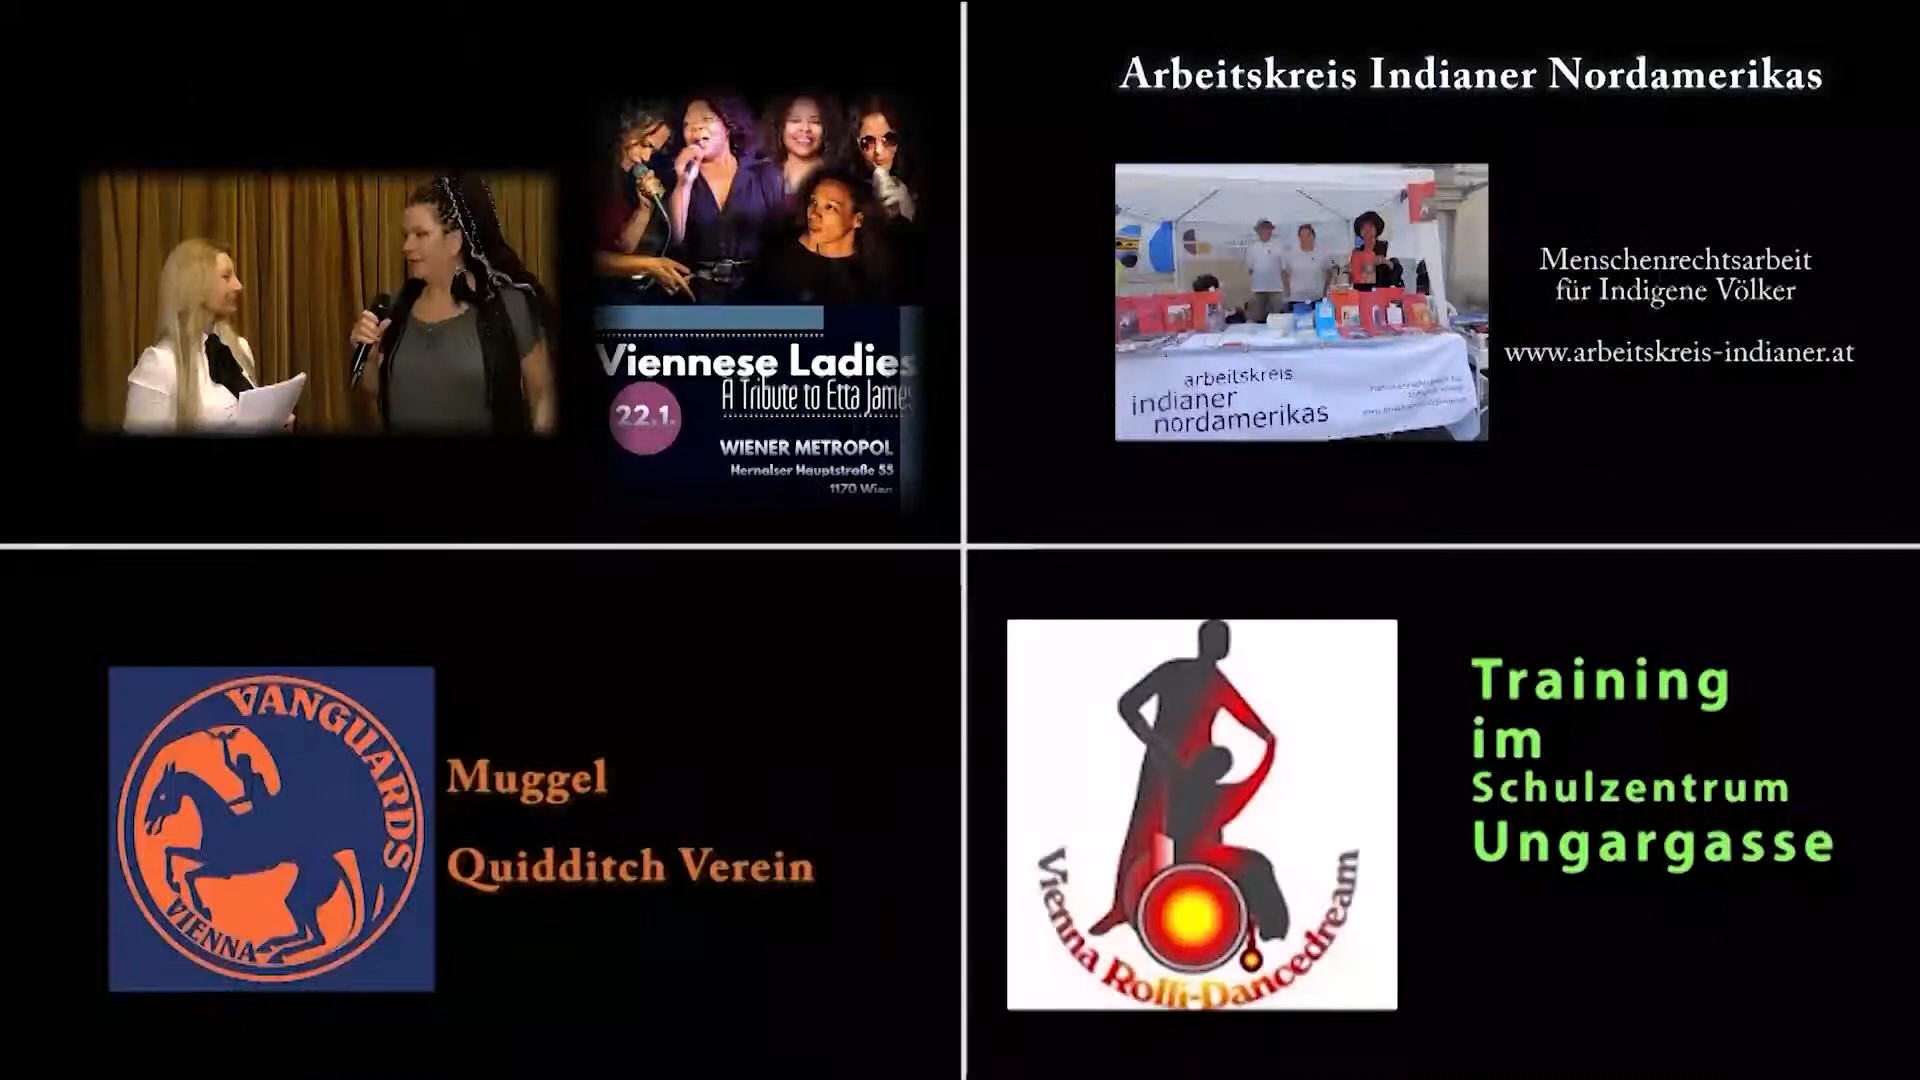 Viennese Ladies
A Tribute to Etta James
22.1.
WIENER METROPOL
Hernalser Hauptstraße 55
1170 Wien
Arbeitskreis Indianer Nordamerikas
arbeitskreis
indianer
nordamerikas
Menschenrechtsarbeit
für Indigene Völker
www.arbeitskreis-indianer.at
VANGUARDS
VIENNA
Muggel
Quidditch Verein
Vienna Rolli-Dancedream
Training
im
Schulzentrum
Ungargasse